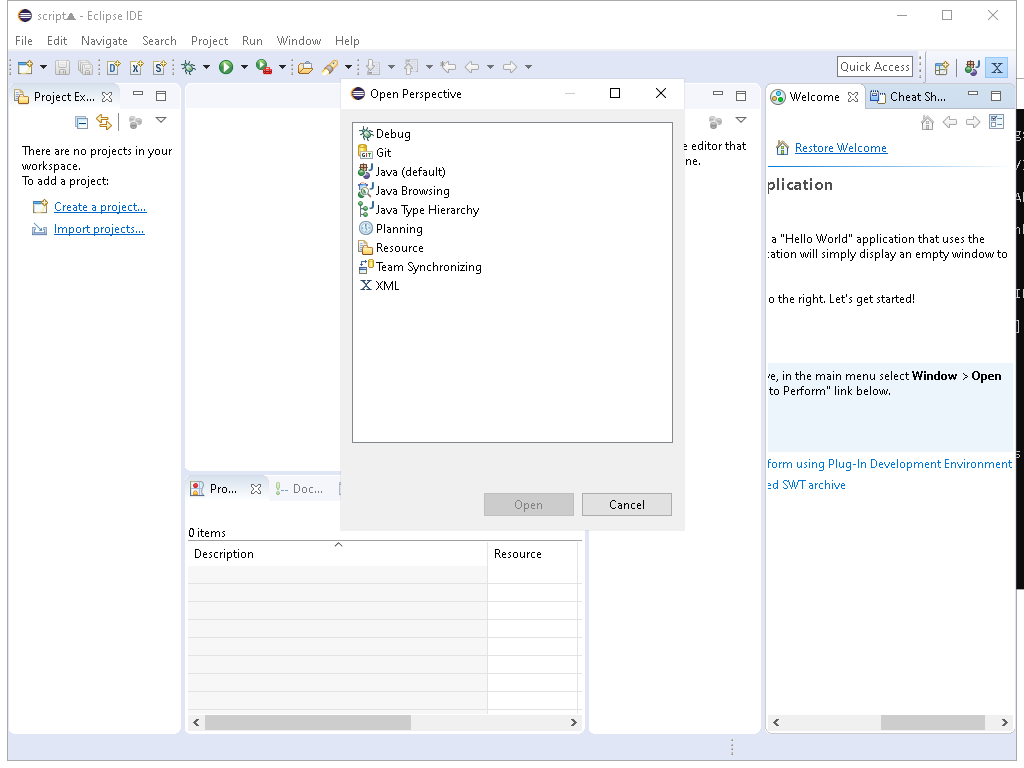 script - Eclipse IDE
File Edit Navigate Search Project Run Window Help
Quick Access
Project Ex...
There are no projects in your
workspace.
To add a project:
Create a project...
Import projects...
Open Perspective
Debug
Git
Java (default)
Java Browsing
Java Type Hierarchy
Planning
Resource
Team Synchronizing
XML
Open
Cancel
editor that
Welcome
Cheat Sh...
Restore Welcome
a "Hello World" application that uses the
will simply display an empty window to
the right. Let's get started!
in the main menu select Window > Open
to Perform" link below.
using Plug-In Development Environment
SWT archive
Pro...
Doc...
0 items
Description
Resource